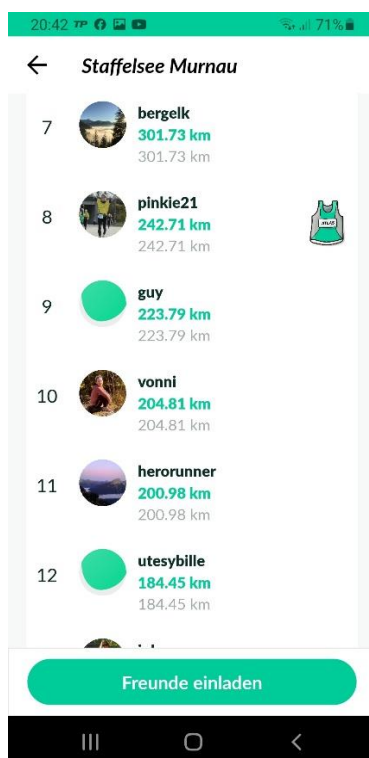 20:42 TP 71%
Staffelsee Murnau
7
bergelk
301.73 km
301.73 km
8
pinkie21
242.71 km
242.71 km
9
guy
223.79 km
223.79 km
10
vonni
204.81 km
204.81 km
11
herorunner
200.98 km
200.98 km
12
utesybille
184.45 km
184.45 km
Freunde einladen